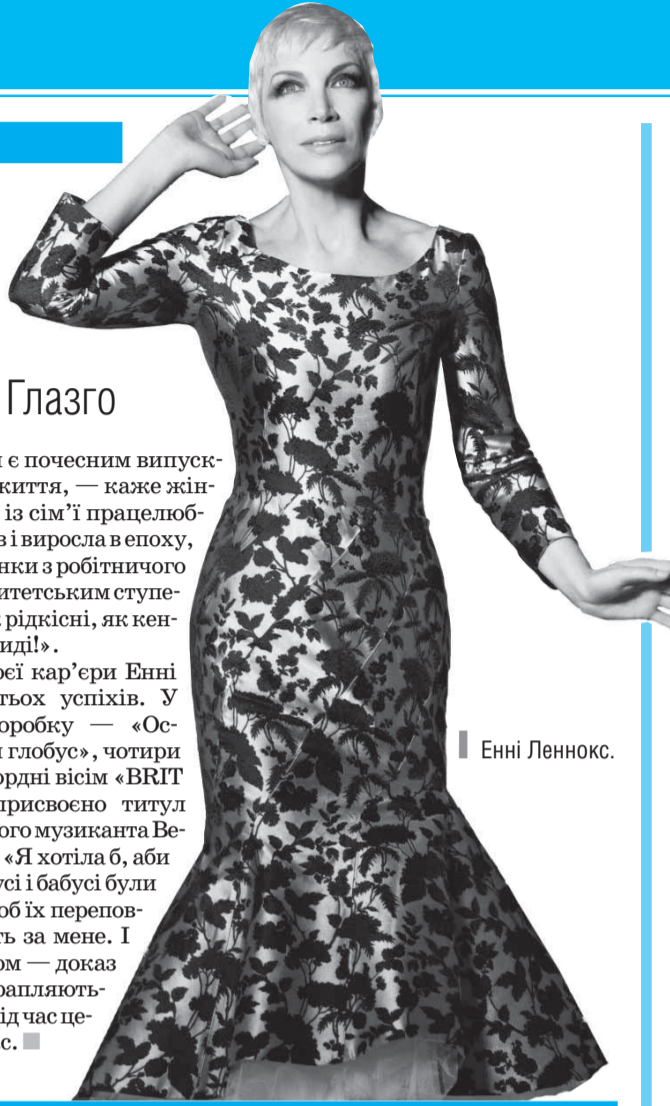 Глазго
є почесним випуск-
життя, — каже жін-
із сім’ї працелюб-
в і виросла в епоху,
нки з робітничого
итетським ступе-
рідкісні, як кен-
иді!».
оєї кар’єри Енні
тьох успіхів. У
оробку — «Ос-
й глобус», чотири
ордні вісім «BRIT
присвоєно титул
ого музиканта Ве-
«Я хотіла б, аби
усі і бабусі були
об їх перепов-
ть за мене. І
ом — доказ
рапляють-
ід час це-
с.
Енні Леннокс.